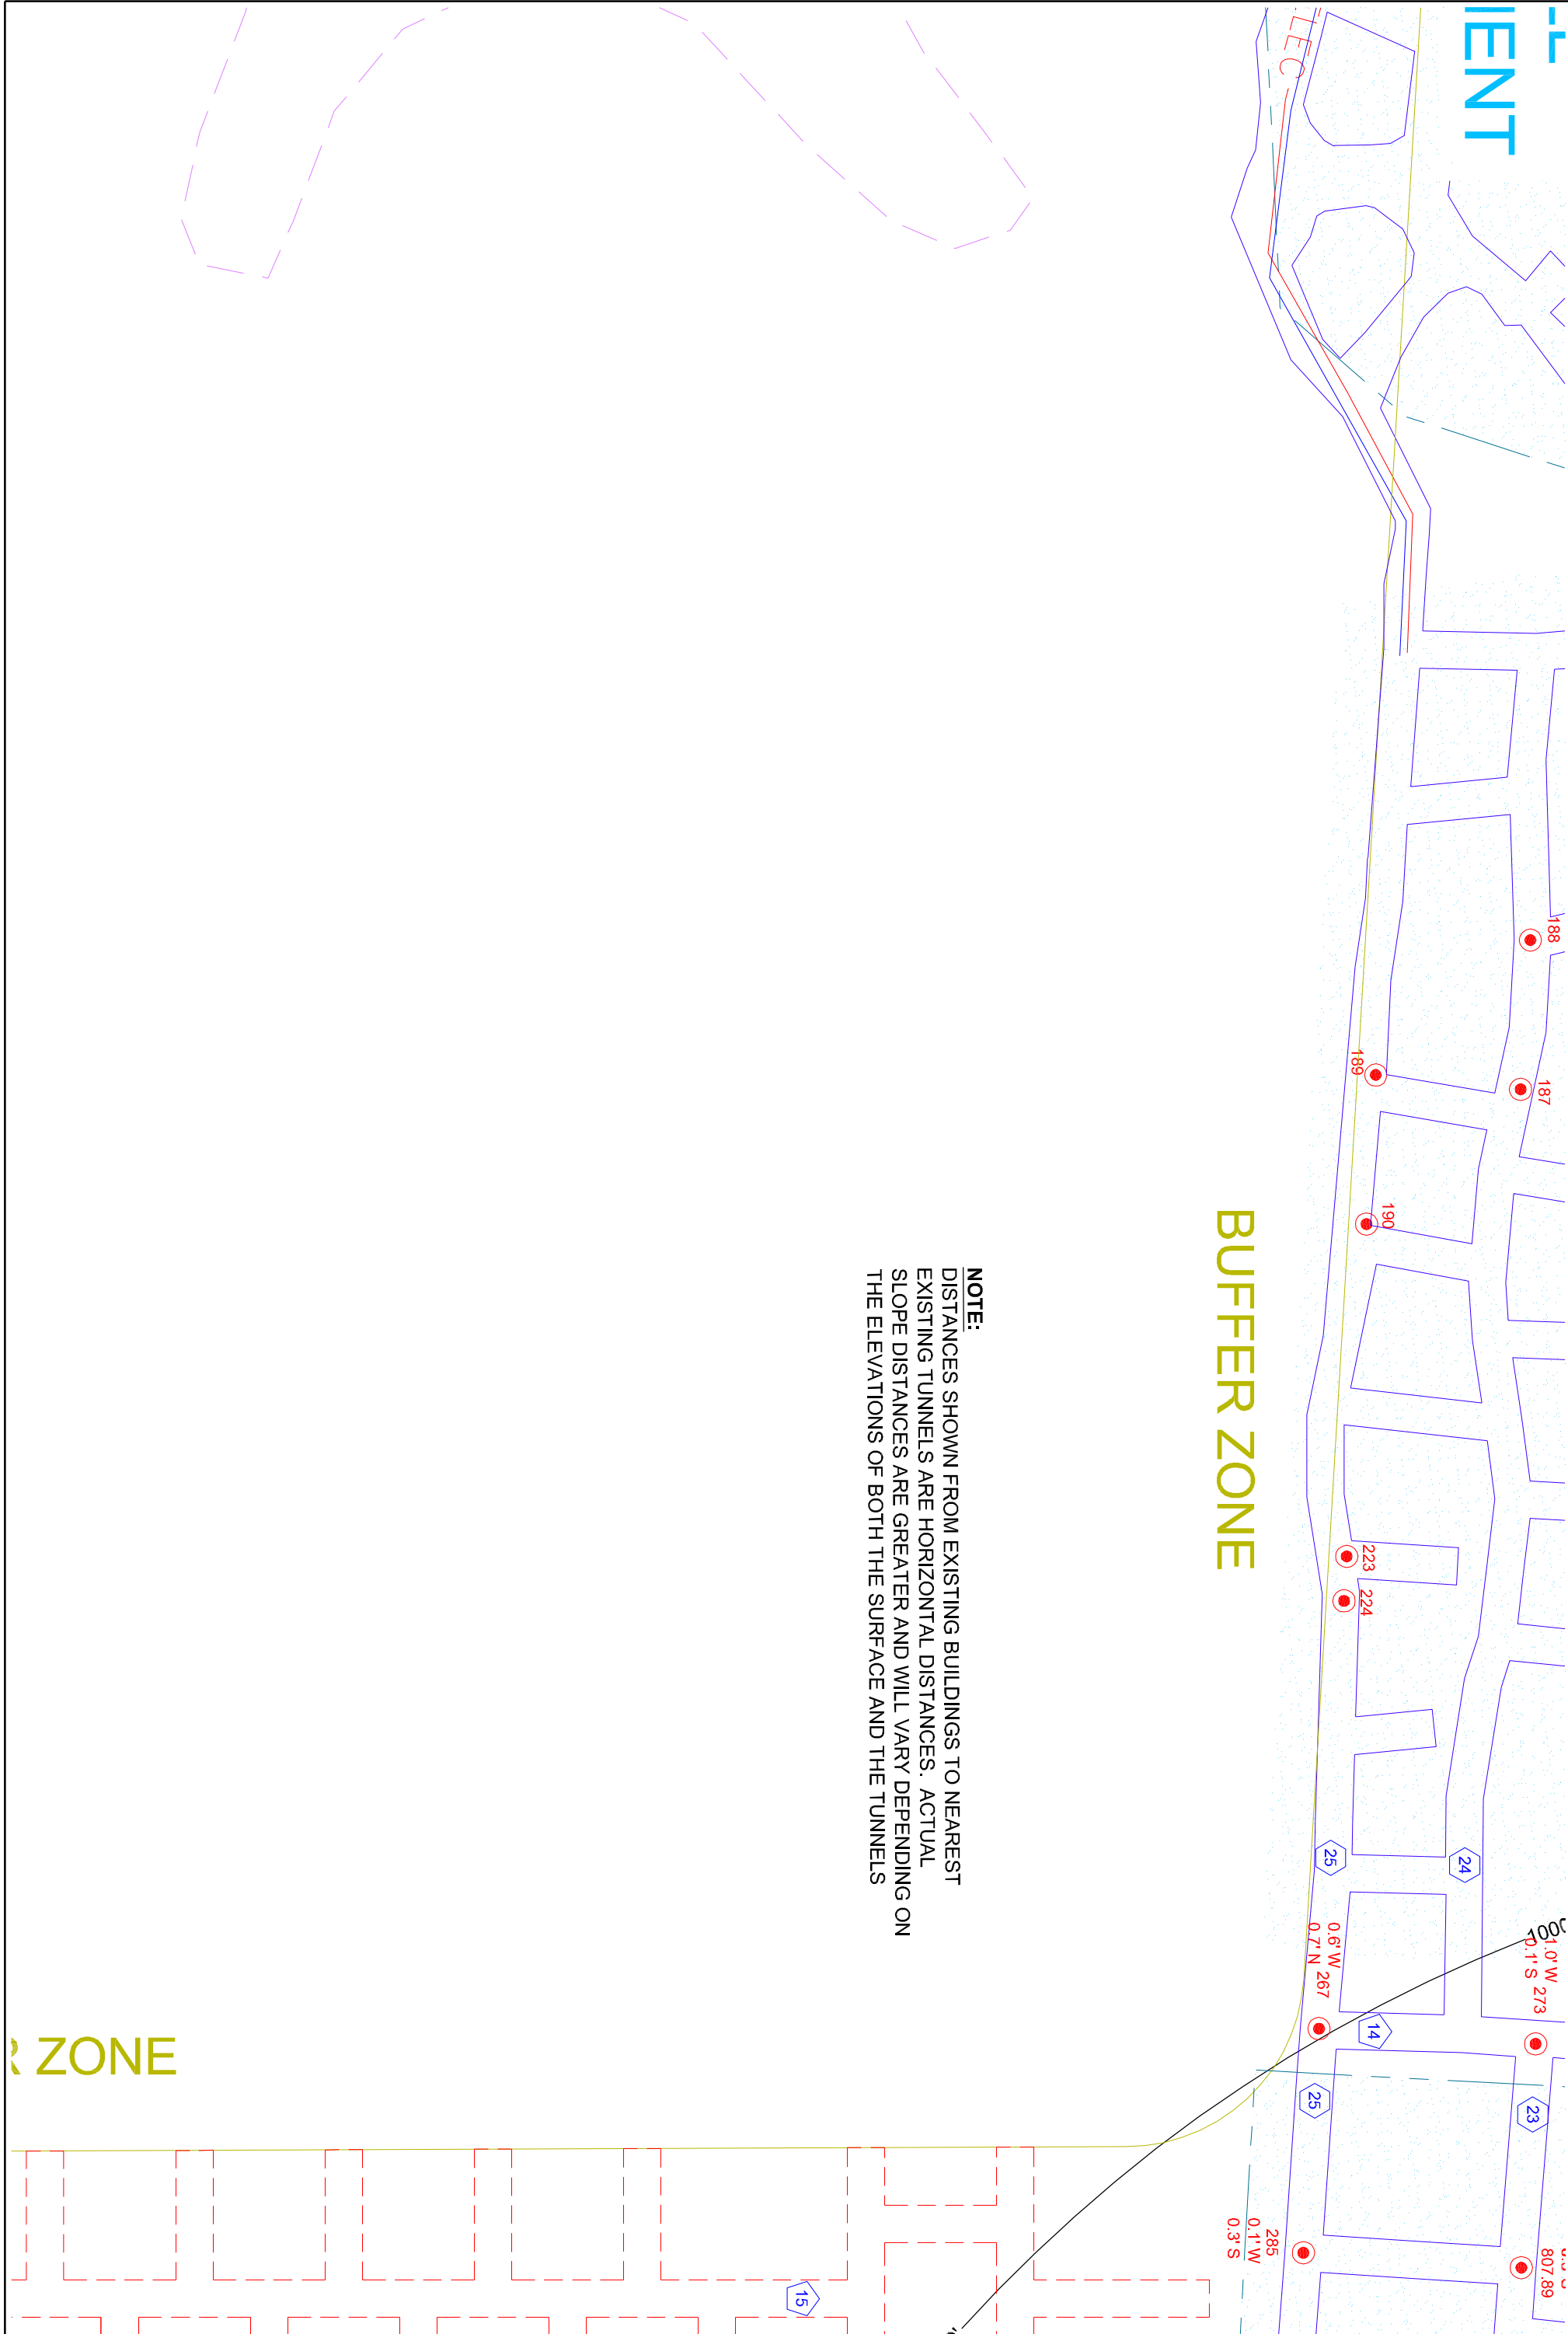 IENT
LEC
188
189
187
190
BUFFER ZONE
NOTE:
DISTANCES SHOWN FROM EXISTING BUILDINGS TO NEAREST
EXISTING TUNNELS ARE HORIZONTAL DISTANCES. ACTUAL
SLOPE DISTANCES ARE GREATER AND WILL VARY DEPENDING ON
THE ELEVATIONS OF BOTH THE SURFACE AND THE TUNNELS
223
224
25
24
0.6' W
0.7' N 267
1.0' W
0.1' S 273
14
25
23
R ZONE
285
0.1' W
0.3' S
807.89
15